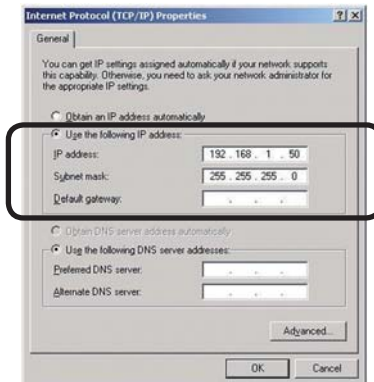 Internet Protocol (TCP/IP) Properties ? X
General
You can get IP settings assigned automatically if your network supports
this capability. Otherwise, you need to ask your network administrator for
the appropriate IP settings.
Obtain an IP address automatically
Use the following IP address:
IP address: 192 . 168 . 1 . 50
Subnet mask: 255 . 255 . 255 . 0
Default gateway: . . .
Obtain DNS server address automatically
Use the following DNS server addresses:
Preferred DNS server: . . .
Alternate DNS server: . . .
Advanced...
OK Cancel